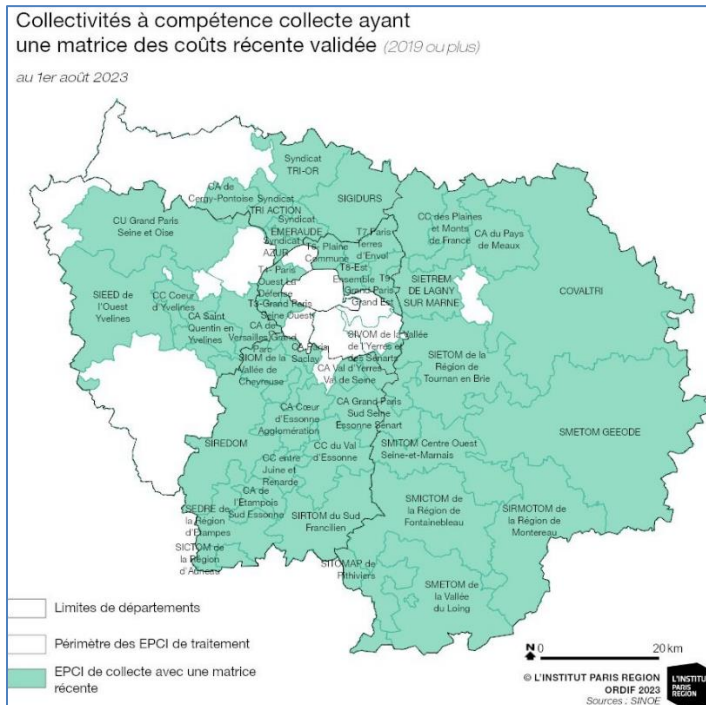 Collectivités à compétence collecte ayant
une matrice des coûts récente validée (2019 ou plus)
au 1er août 2023
Syndicat
TRI-OR
CA de
Cergy-Pontoise
Syndicat
TRI ACTION
SIGIDURS
CU Grand Paris
Seine et Oise
Syndicat
ÉMERAUDE
Syndicat
AZUR
T6- Plaine
Commune
T7 Paris
Terres
d'Envol
CC des Plaines
et Monts
de France
CA du Pays
de Meaux
T8-Est
Ensemble
T9
Grand Paris
Grand Est
Paris
Ouest La
Défense
T3-Grand Paris
Seine Ouest
SIETREM
DE LAGNY
SUR MARNE
COVALTRI
SIEED de
l'Ouest
Yvelines
CC Coeur
d'Yvelines
CA Saint
Quentin en
Yvelines
CA de
Versailles Grand
Parc
CA Paris
Saclay
SIVOM de la Vallée
de l'Yerres et
des Sénarts
SIOM de la
Vallée de
Chevreuse
CA Val d'Yerres
Val de Seine
SIETOM de la
Région de
Tournan en Brie
CA Cœur
d'Essonne
Agglomération
CA Grand Paris
Sud Seine
Essonne Sénart
SMETOM GEEODE
SIREDOM
CC du Val
d'Essonne
SMITOM Centre Ouest
Seine-et-Marnais
CC entre
Juine et
Renarde
CA de
l'Étampois
Sud Essonne
SEDRE de
la Région
d'Étampes
SIRTOM du Sud
Francilien
SMICTOM de
la Région de
Fontainebleau
SIRMOTOM de
la Région de
Montereau
SICTOM de
la Région
d'Auneau
SITOMAP de
Pithiviers
SMETOM de
la Vallée
du Loing
Limites de départements
Périmètre des EPCI de traitement
EPCI de collecte avec une matrice
récente
N 0 20 km
© L'INSTITUT PARIS REGION
ORDIF 2023
Sources : SINOE
L'INSTITUT
PARIS
REGION